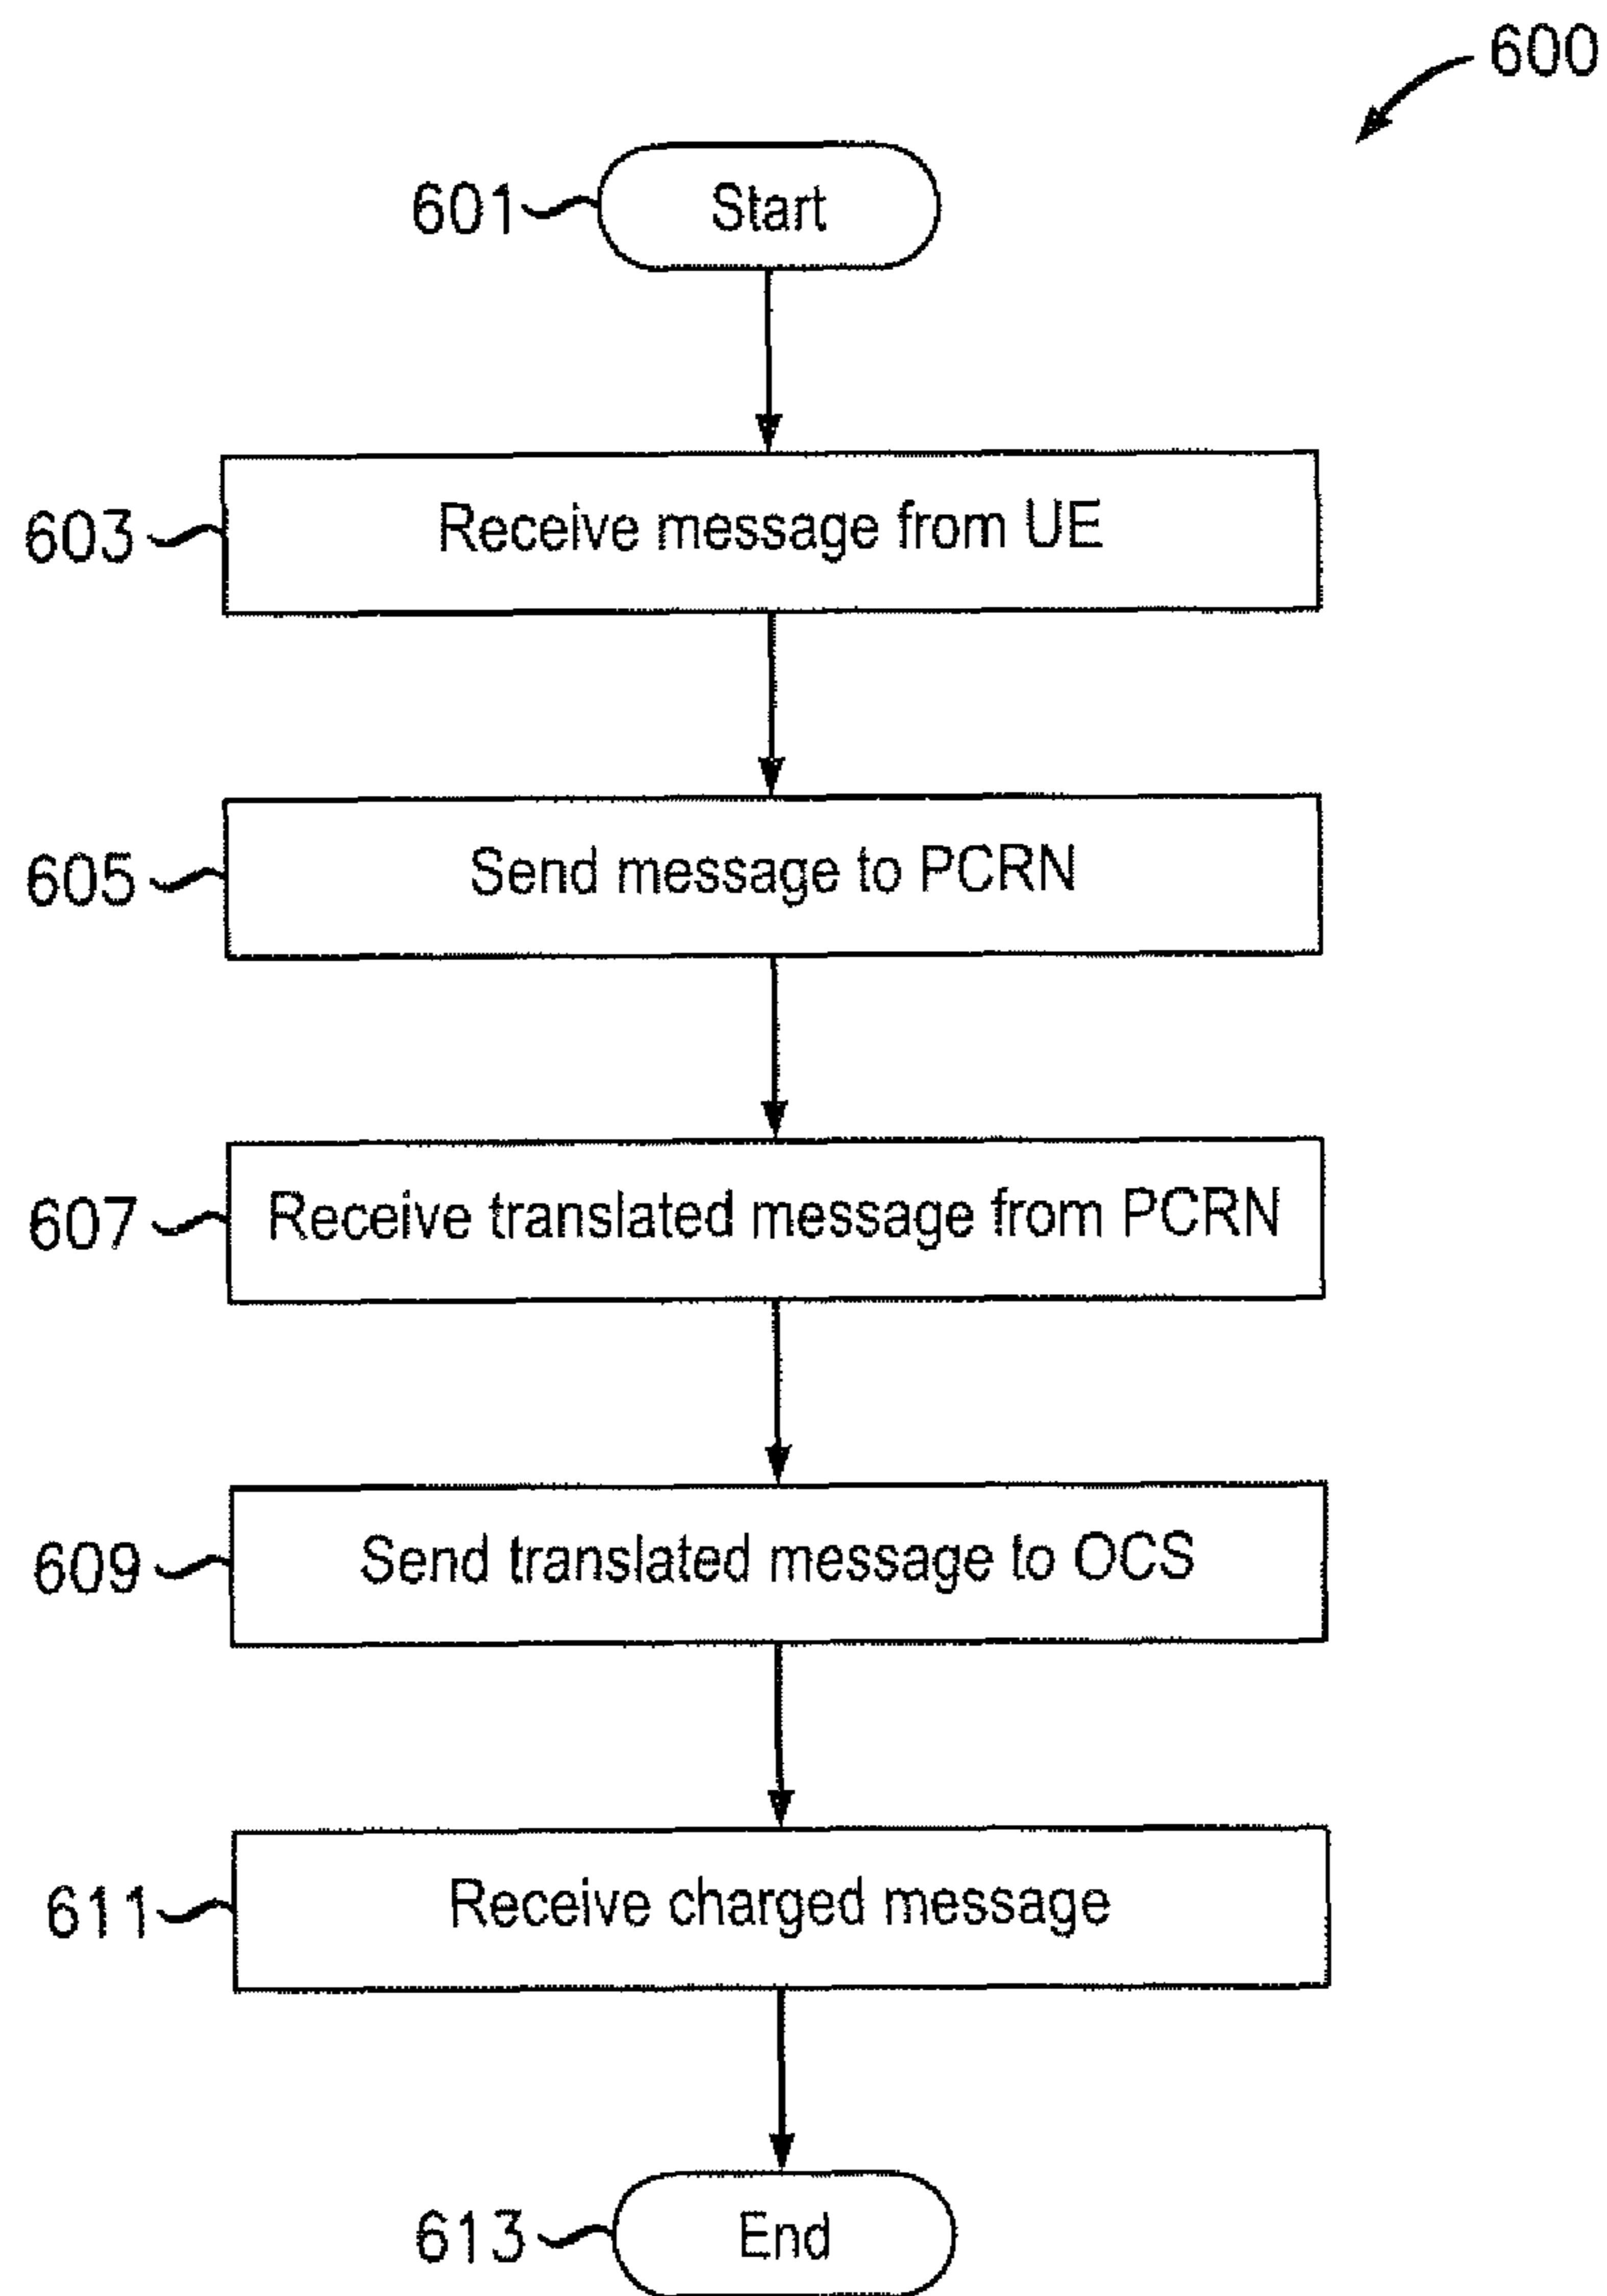 600
601 Start
603 Receive message from UE
605 Send message to PCRN
607 Receive translated message from PCRN
609 Send translated message to OCS
611 Receive charged message
613 End